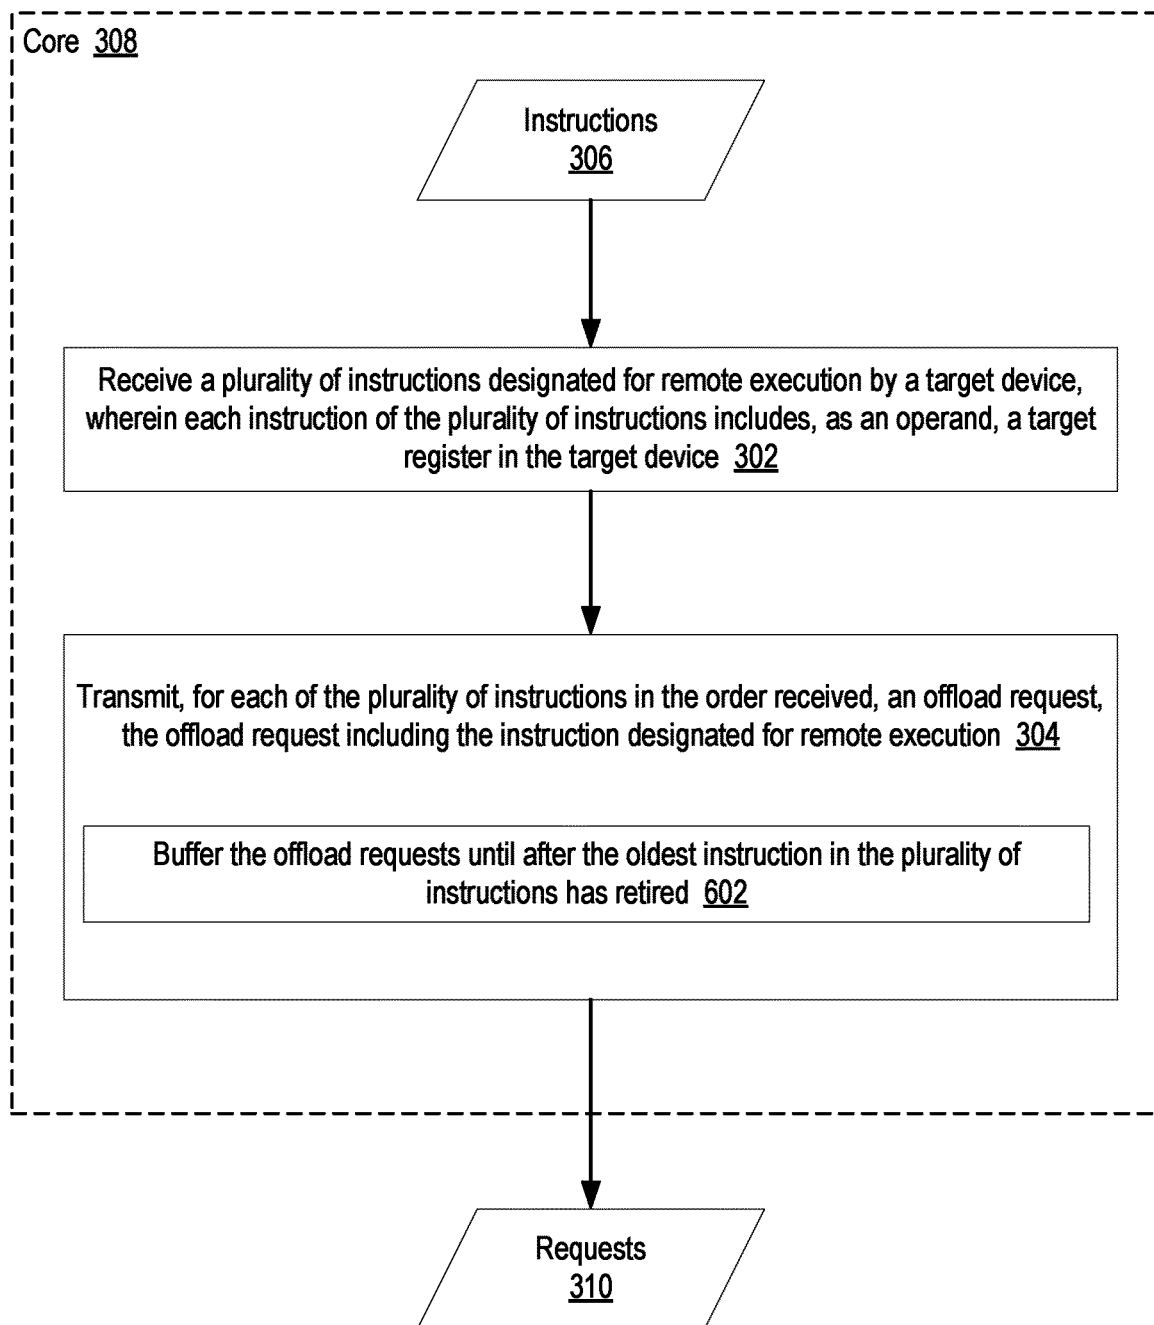 Core 308
Instructions
306
Receive a plurality of instructions designated for remote execution by a target device,
wherein each instruction of the plurality of instructions includes, as an operand, a target
register in the target device 302
Transmit, for each of the plurality of instructions in the order received, an offload request,
the offload request including the instruction designated for remote execution 304
Buffer the offload requests until after the oldest instruction in the plurality of
instructions has retired 602
Requests
310